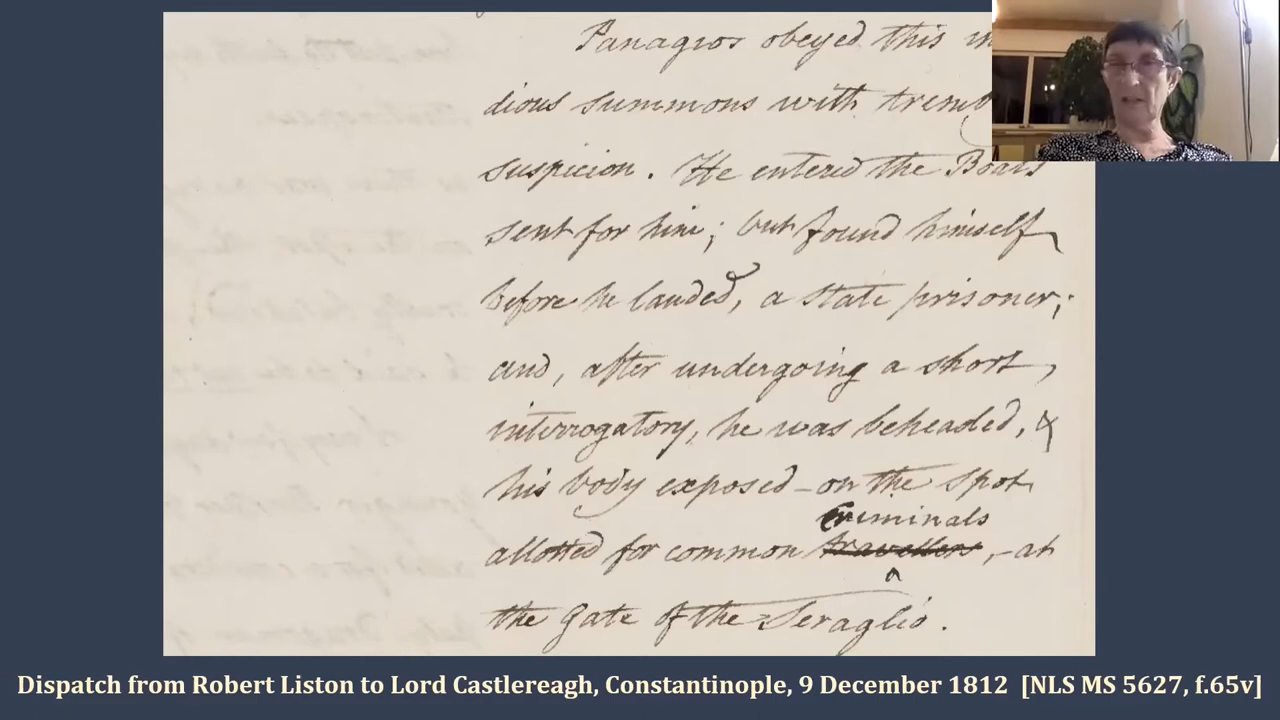 Panagios obeyed this
dious summons with
suspicion. He entered the Boats
sent for him; but found himself
before he landed, a state prisoner;
and, after undergoing a short,
interrogatory, he was beheaded, &
his body exposed – on the spot
criminals
allotted for common travellers, – at
^
the gate of the Seraglio.
Dispatch from Robert Liston to Lord Castlereagh, Constantinople, 9 December 1812 [NLS MS 5627, f.65v]